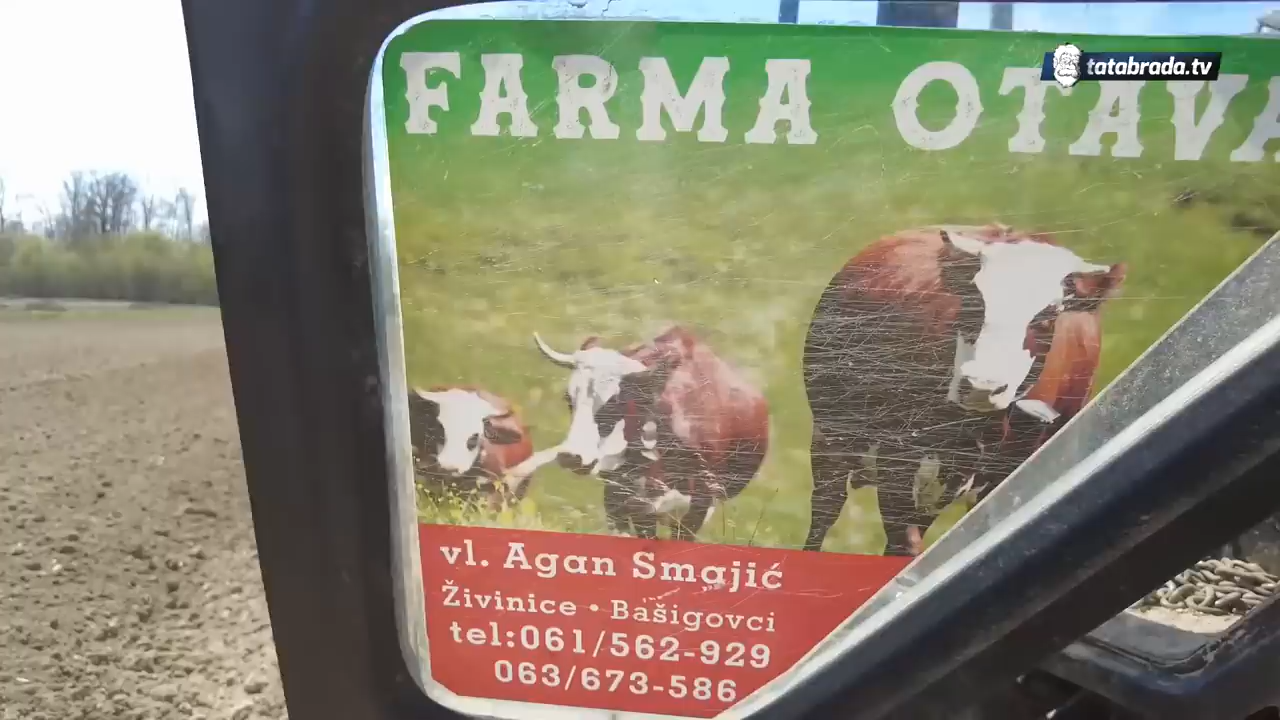 tatabrada.tv
FARMA OTAVA
vl. Agan Smajić
Živinice • Bašigovci
tel:061/562-929
063/673-586